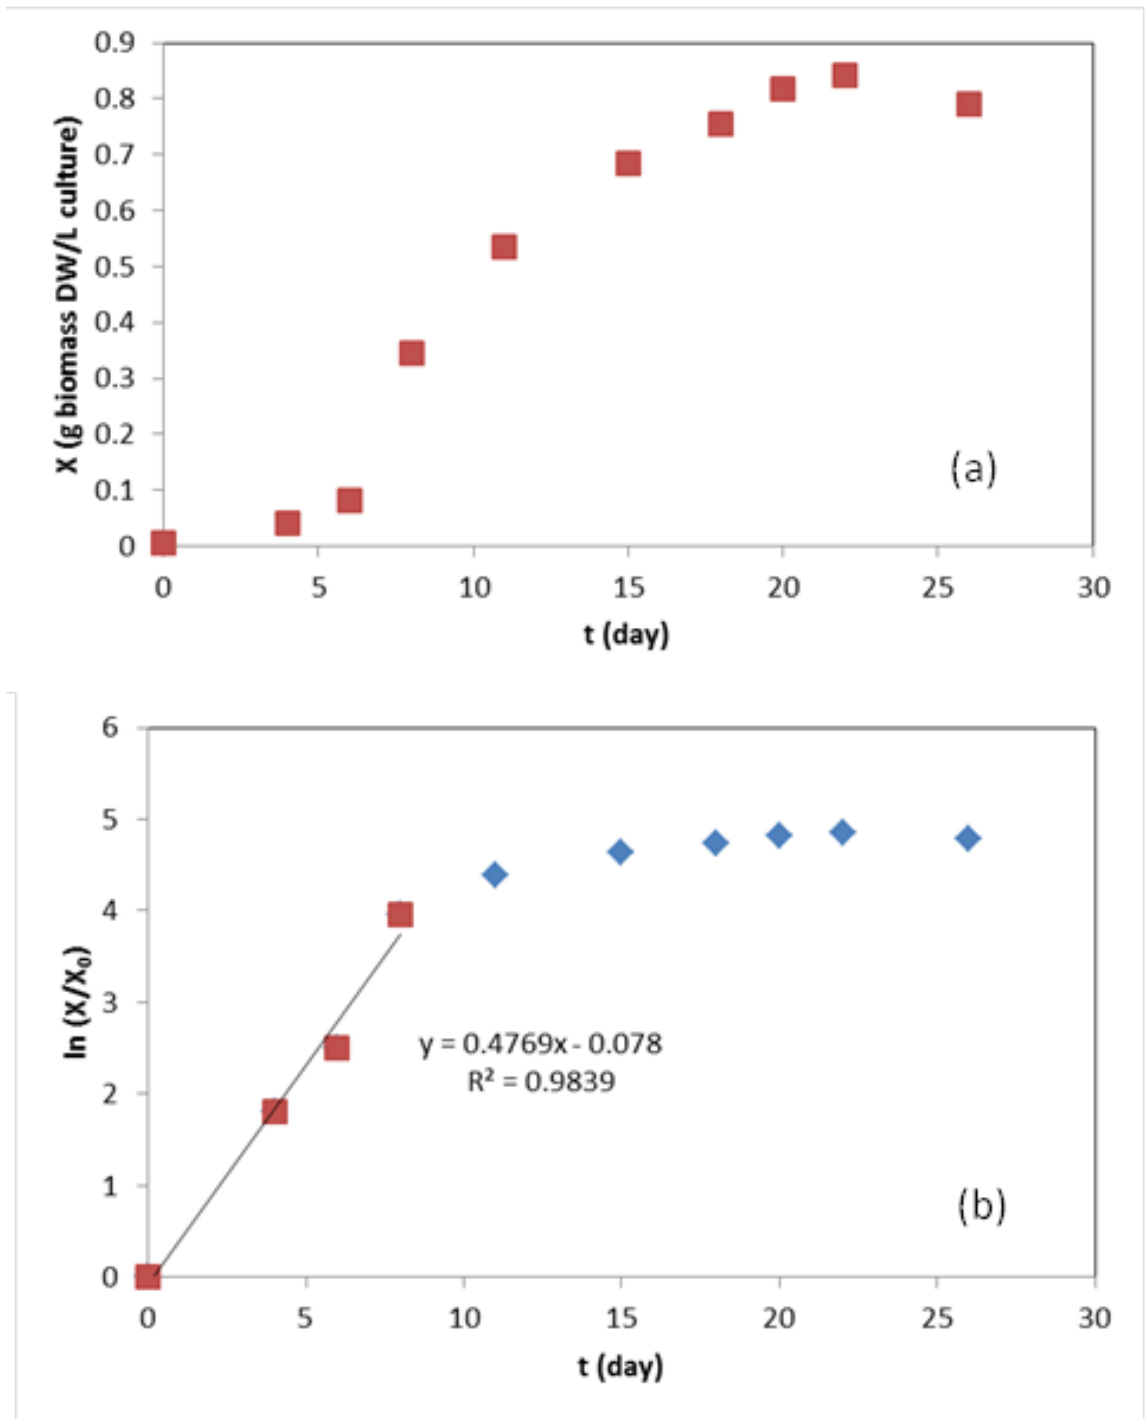 0.9
0.8
0.7
0.6
0.5
0.4
0.3
0.2
0.1
0
X (g biomass DW/L culture)
(a)
0 5 10 15 20 25 30
t (day)
6
5
4
3
2
1
0
ln (X/X₀)
y = 0.4769x - 0.078
R² = 0.9839
(b)
0 5 10 15 20 25 30
t (day)